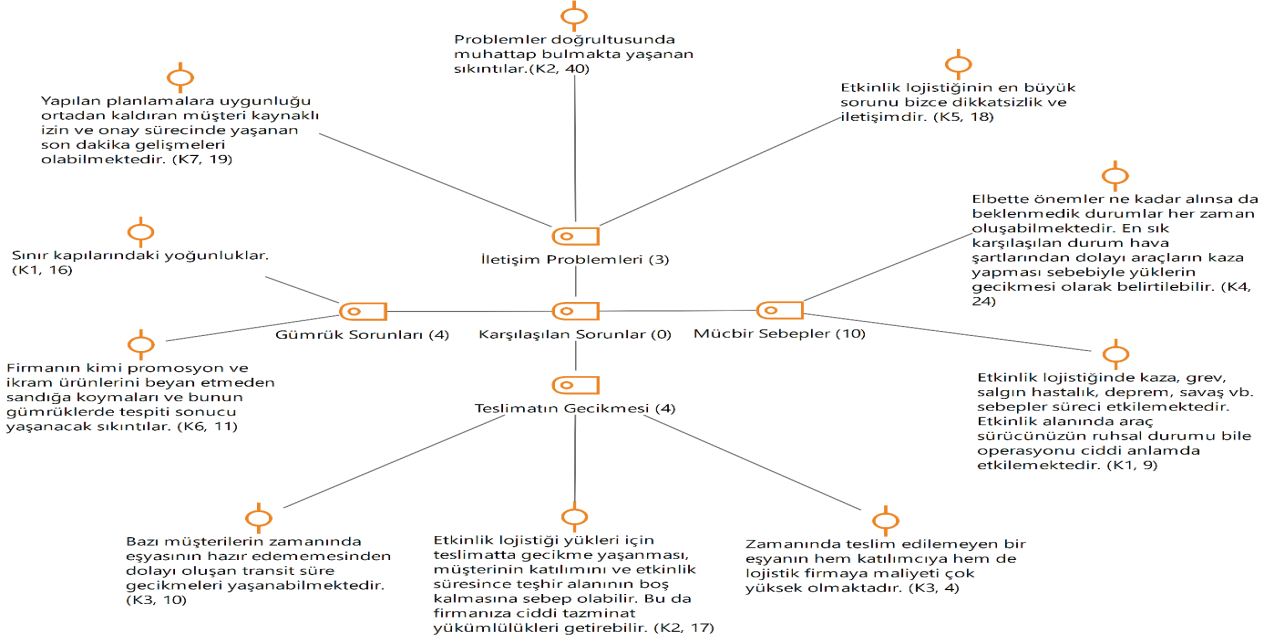 Problemler doğrultusunda
muhattap bulmakta yaşanan
sıkıntılar.(K2, 40)
Yapılan planlamalara uygunluğu
ortadan kaldıran müşteri kaynaklı
izin ve onay sürecinde yaşanan
son dakika gelişmeleri
olabilmektedir. (K7, 19)
Etkinlik lojistiğinin en büyük
sorunu bizce dikkatsizlik ve
iletişimdir. (K5, 18)
Elbette önemler ne kadar alınsa da
beklenmedik durumlar her zaman
oluşabilmektedir. En sık
karşılaşılan durum hava
şartlarından dolayı araçların kaza
yapması sebebiyle yüklerin
gecikmesi olarak belirtilebilir. (K4,
24)
Sınır kapılarındaki yoğunluklar.
(K1, 16)
İletişim Problemleri (3)
Gümrük Sorunları (4)
Karşılaşılan Sorunlar (0)
Mücbir Sebepler (10)
Firmanın kimi promosyon ve
ikram ürünlerini beyan etmeden
sandığa koymaları ve bunun
gümrüklerde tespiti sonucu
yaşanacak sıkıntılar. (K6, 11)
Teslimatın Gecikmesi (4)
Etkinlik lojistiğinde kaza, grev,
salgın hastalık, deprem, savaş vb.
sebepler süreci etkilemektedir.
Etkinlik alanında araç
sürücünüzün ruhsal durumu bile
operasyonu ciddi anlamda
etkilemektedir. (K1, 9)
Bazı müşterilerin zamanında
eşyasının hazır edememesinden
dolayı oluşan transit süre
gecikmeleri yaşanabilmektedir.
(K3, 10)
Etkinlik lojistiği yükleri için
teslimatta gecikme yaşanması,
müşterinin katılımını ve etkinlik
süresince teşhir alanının boş
kalmasına sebep olabilir. Bu da
firmanıza ciddi tazminat
yükümlülükleri getirebilir. (K2, 17)
Zamanında teslim edilemeyen bir
eşyanın hem katılımcıya hem de
lojistik firmaya maliyeti çok
yüksek olmaktadır. (K3, 4)